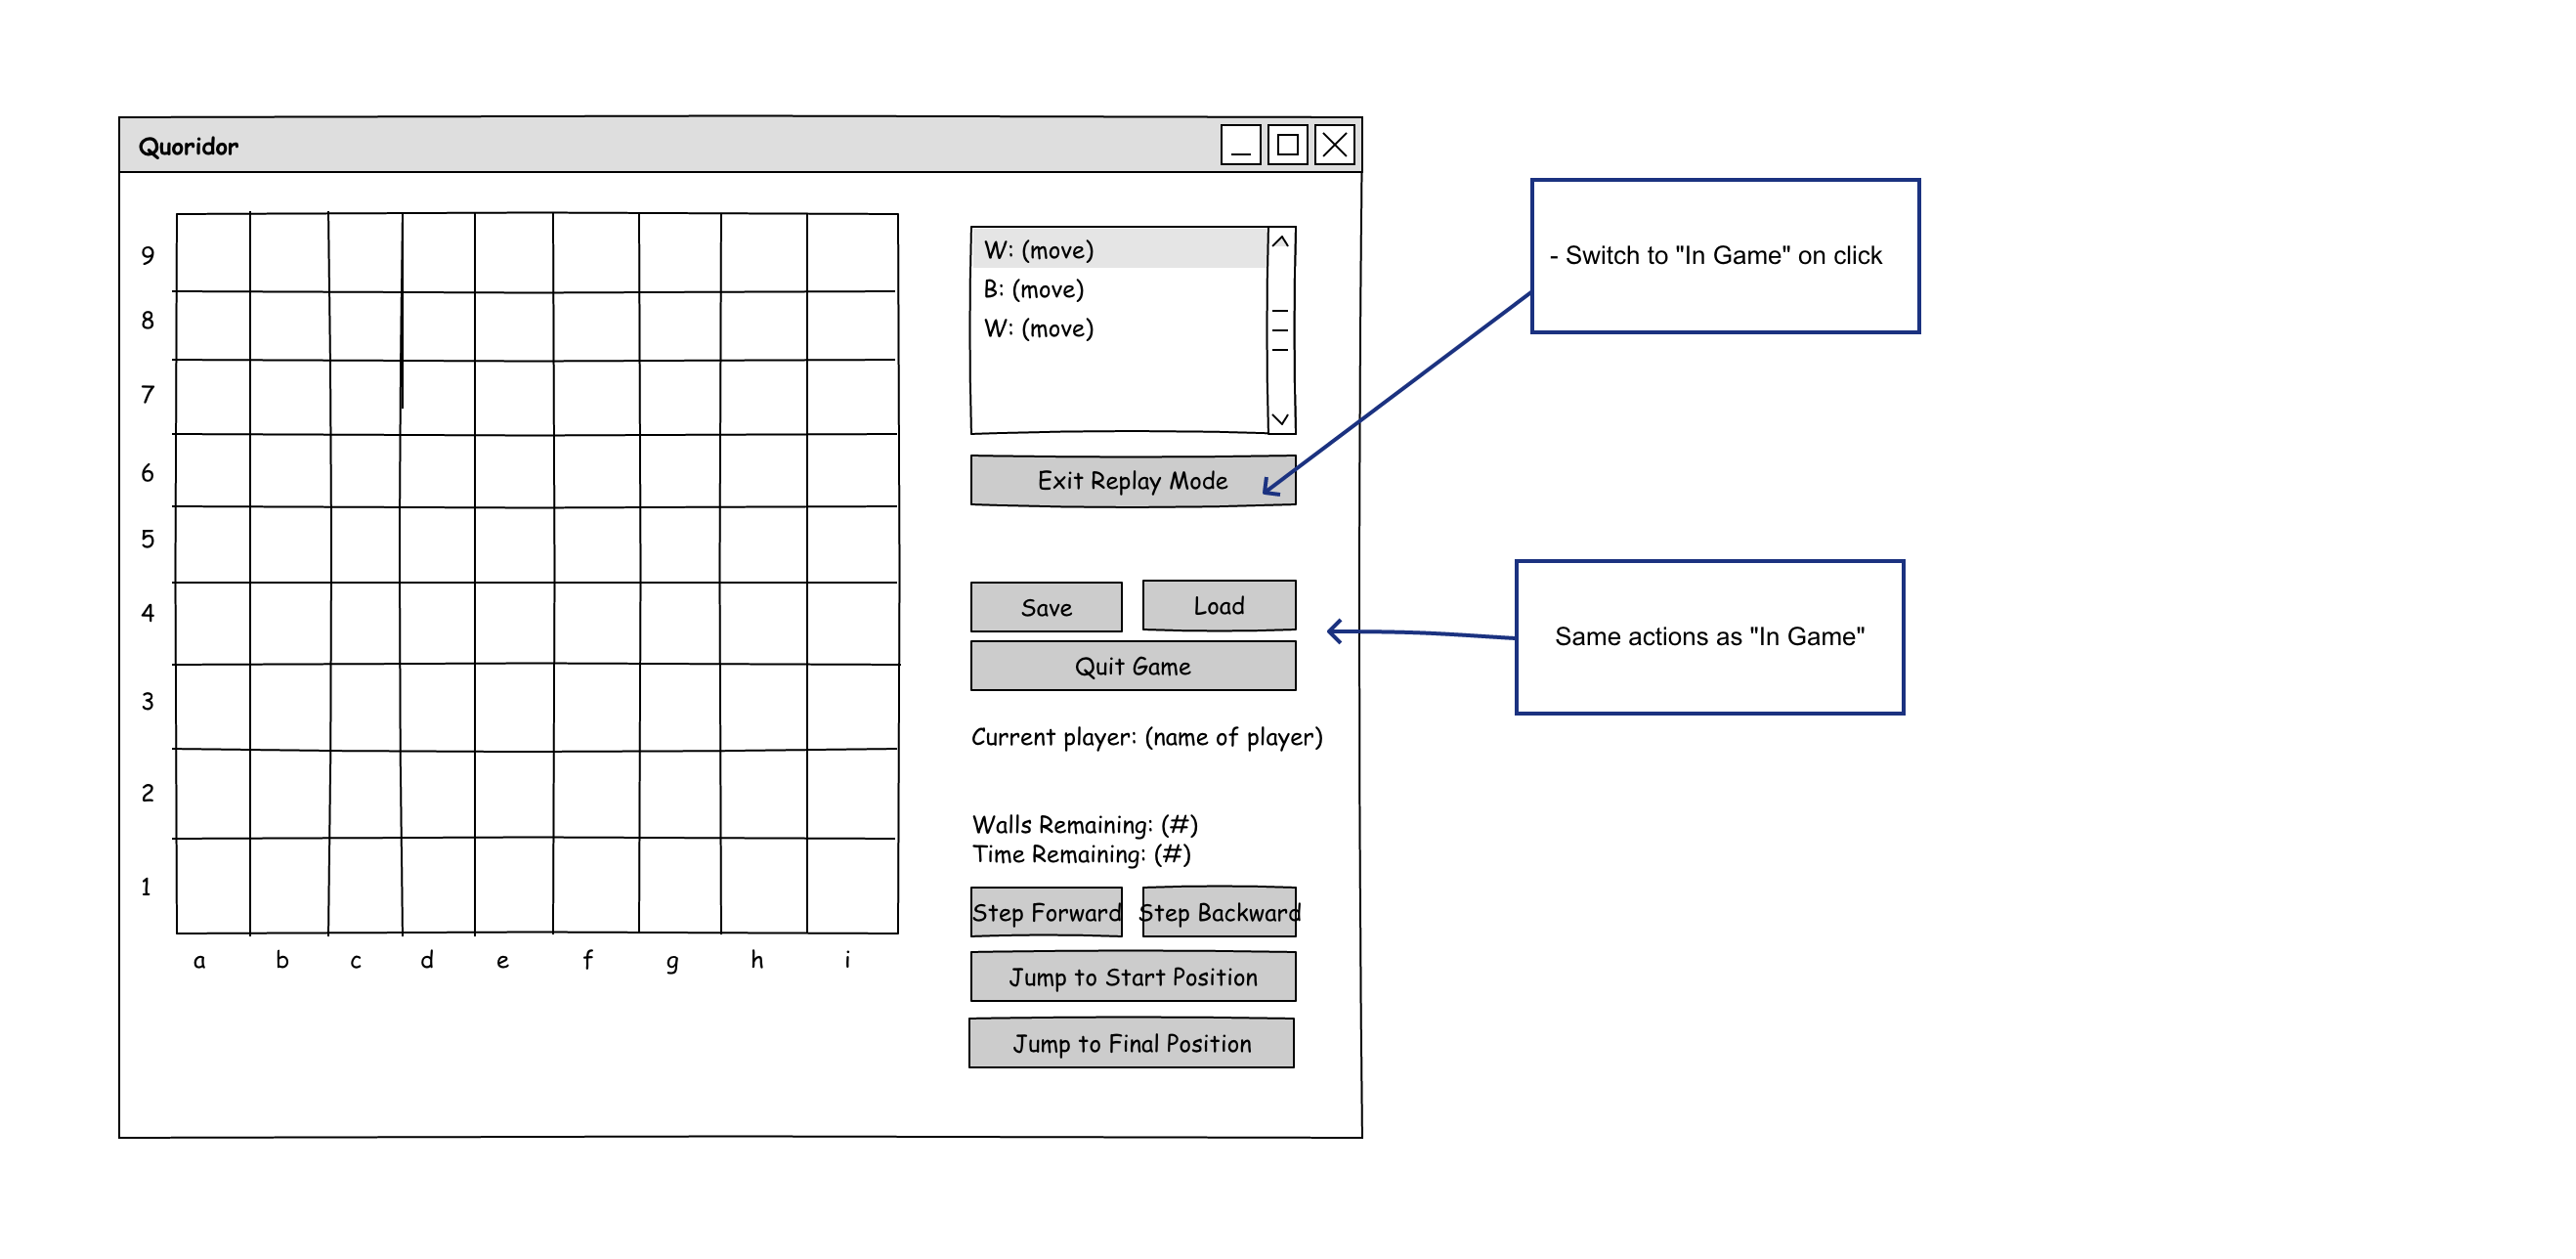 Quoridor
9
8
7
6
5
4
3
2
1
a b c d e f g h i
W: (move)
B: (move)
W: (move)
Exit Replay Mode
Save Load
Quit Game
Current player: (name of player)
Walls Remaining: (#)
Time Remaining: (#)
Step Forward Step Backward
Jump to Start Position
Jump to Final Position
- Switch to "In Game" on click
Same actions as "In Game"